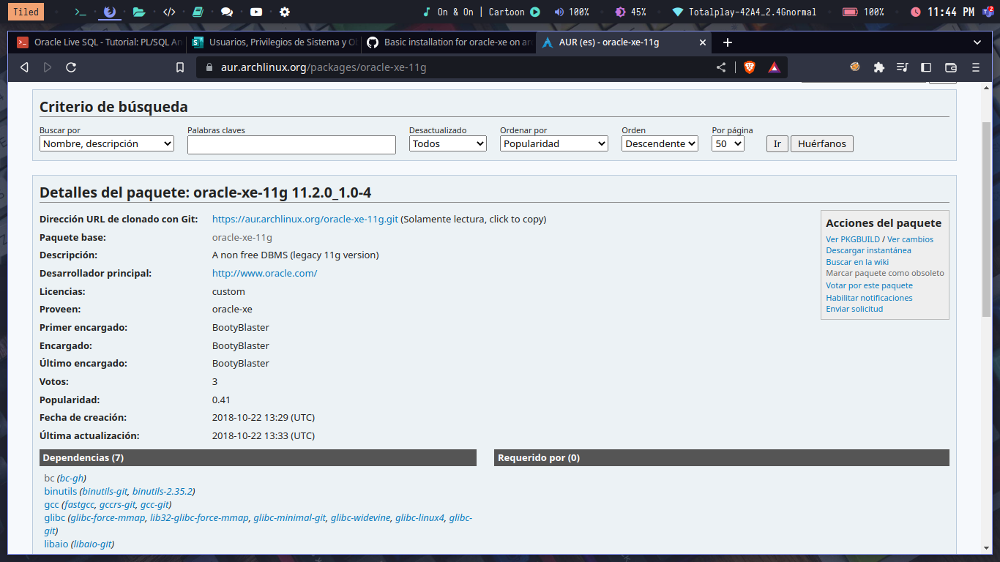 Tiled
On & On | Cartoon
100%
45%
Totalplay-42A4_2.4Gnormal
100%
11:44 PM
2
Oracle Live SQL - Tutorial: PL/SQL An
Usuarios, Privilegios de Sistema y Ob
Basic installation for oracle-xe on arc
AUR (es) - oracle-xe-11g
aur.archlinux.org/packages/oracle-xe-11g
Criterio de búsqueda
Buscar por
Palabras claves
Desactualizado
Ordenar por
Orden
Por página
Nombre, descripción
Todos
Popularidad
Descendente
50
Ir
Huérfanos
Detalles del paquete: oracle-xe-11g 11.2.0_1.0-4
Dirección URL de clonado con Git: https://aur.archlinux.org/oracle-xe-11g.git (Solamente lectura, click to copy)
Paquete base: oracle-xe-11g
Descripción: A non free DBMS (legacy 11g version)
Desarrollador principal: http://www.oracle.com/
Licencias: custom
Proveen: oracle-xe
Primer encargado: BootyBlaster
Encargado: BootyBlaster
Último encargado: BootyBlaster
Votos: 3
Popularidad: 0.41
Fecha de creación: 2018-10-22 13:29 (UTC)
Última actualización: 2018-10-22 13:33 (UTC)
Acciones del paquete
Ver PKGBUILD / Ver cambios
Descargar instantánea
Buscar en la wiki
Marcar paquete como obsoleto
Votar por este paquete
Habilitar notificaciones
Enviar solicitud
Dependencias (7)
bc (bc-gh)
binutils (binutils-git, binutils-2.35.2)
gcc (fastgcc, gccrs-git, gcc-git)
glibc (glibc-force-mmap, lib32-glibc-force-mmap, glibc-minimal-git, glibc-widevine, glibc-linux4, glibc-
git)
libaio (libaio-git)
Requerido por (0)